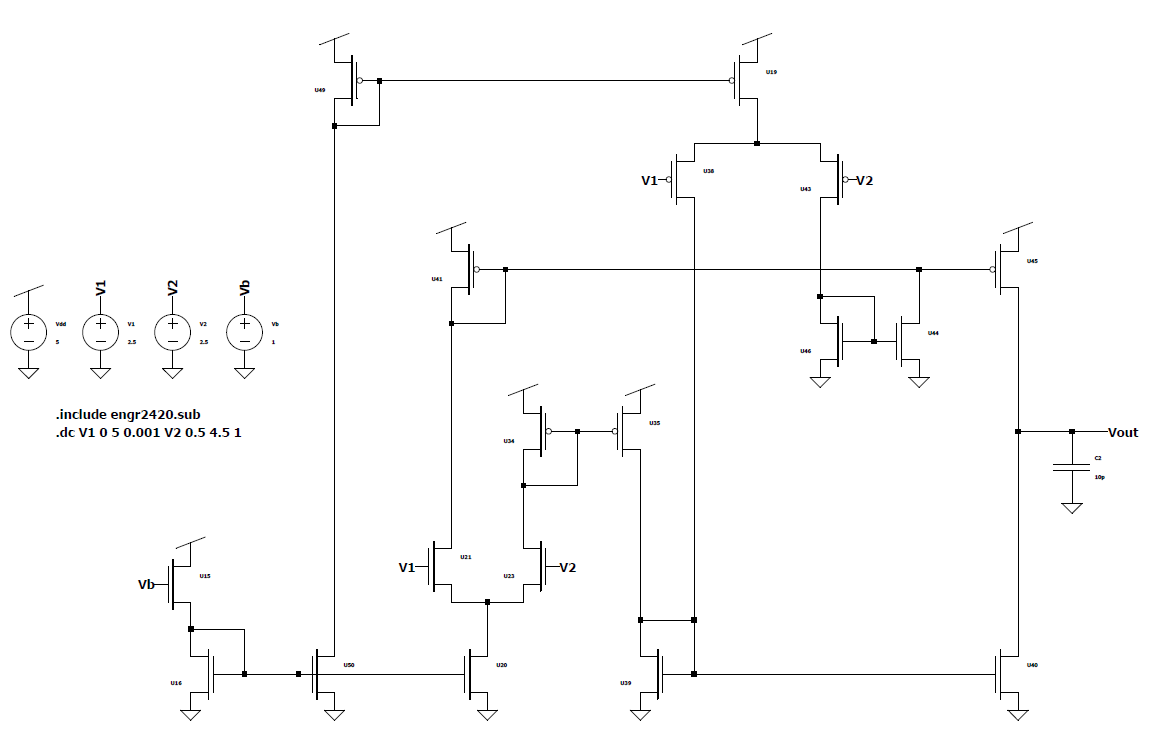 U49
U19
V1
U38
U43
V2
U41
U45
V1
V2
Vb
Vdd
5
V1
2.5
V2
2.5
Vb
1
U46
U44
.include engr2420.sub
.dc V1 0 5 0.001 V2 0.5 4.5 1
U34
U35
Vout
C2
10p
V1
U21
U23
V2
Vb
U15
U16
U50
U20
U39
U40